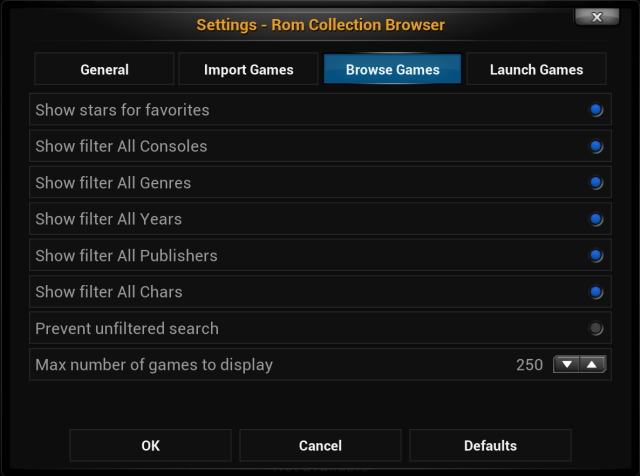 Settings - Rom Collection Browser
General
Import Games
Browse Games
Launch Games
Show stars for favorites
Show filter All Consoles
Show filter All Genres
Show filter All Years
Show filter All Publishers
Show filter All Chars
Prevent unfiltered search
Max number of games to display 250
OK
Cancel
Defaults